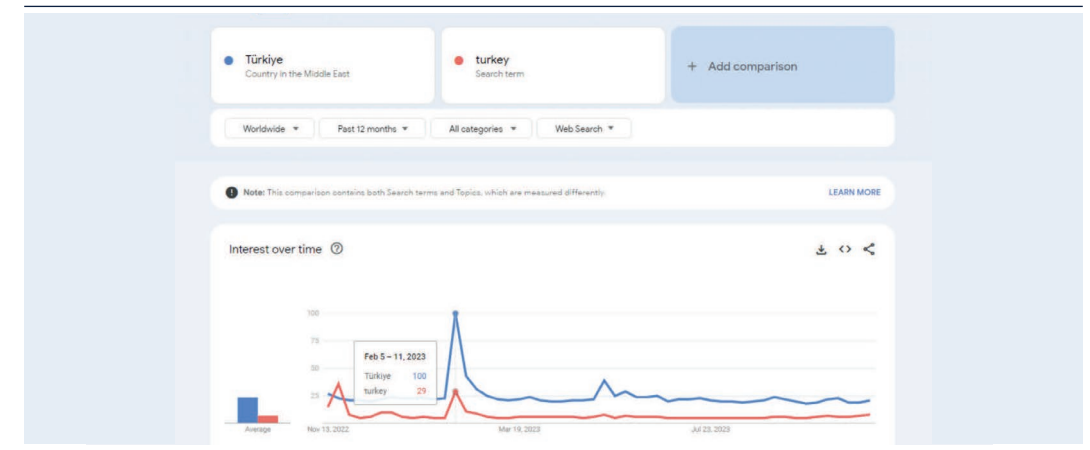 Türkiye
Country in the Middle East
turkey
Search term
+ Add comparison
Worldwide
Past 12 months
All categories
Web Search
Note: This comparison contains both Search terms and Topics, which are measured differently.
LEARN MORE
Interest over time
100
75
50
25
Feb 5 – 11, 2023
Türkiye 100
turkey 29
Average
Nov 13, 2022
Mar 19, 2023
Jul 23, 2023